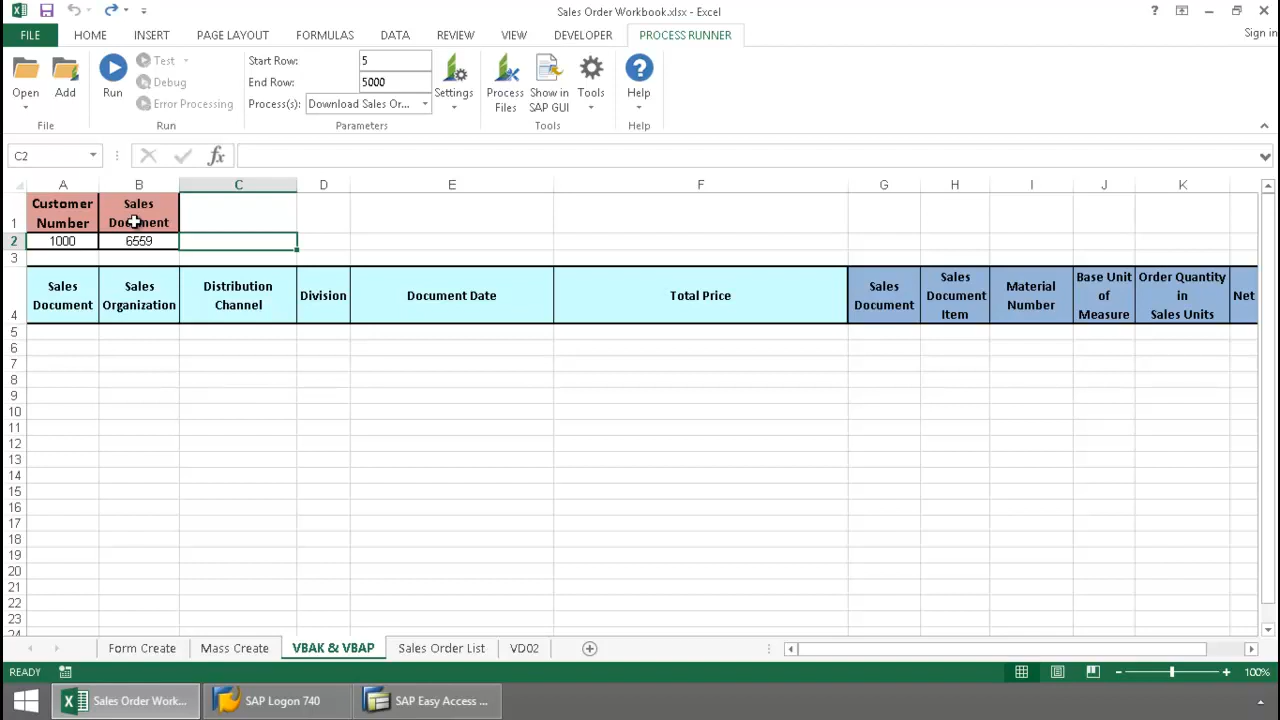 Sales Order Workbook.xlsx - Excel
?
FILE HOME INSERT PAGE LAYOUT FORMULAS DATA REVIEW VIEW DEVELOPER PROCESS RUNNER Sign in
Open
Add
Run
Test
Debug
Error Processing
Start Row: 5
End Row: 5000
Process(s): Download Sales Or...
Settings
Process
Files
Show in
SAP GUI
Tools
Help
File Run Parameters Tools Help
C2 fx
A B C D E F G H I J K
1
Customer
Number
Sales
Document
2 1000 6559
3
4
Sales
Document
Sales
Organization
Distribution
Channel
Division
Document Date
Total Price
Sales
Document
Sales
Document
Item
Material
Number
Base Unit
of
Measure
Order Quantity
in
Sales Units
Net
5
6
7
8
9
10
11
12
13
14
15
16
17
18
19
20
21
22
23
24
Form Create Mass Create VBAK & VBAP Sales Order List VD02
READY 100%
Sales Order Work... SAP Logon 740 SAP Easy Access ...